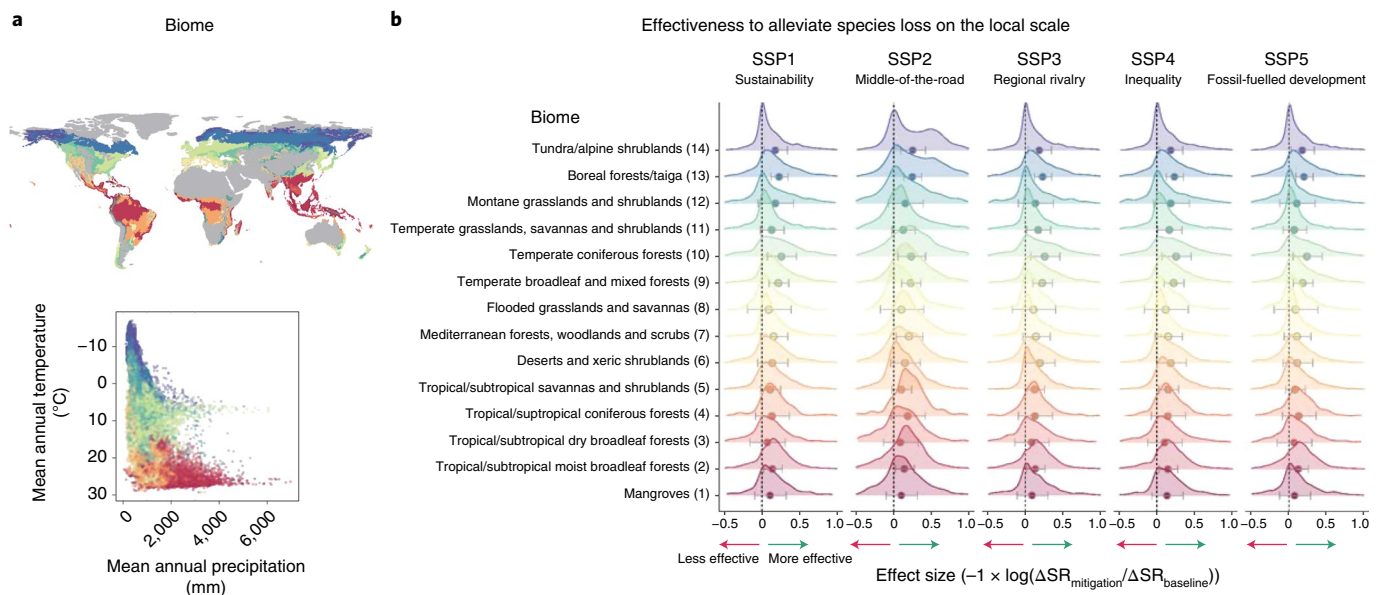 a
Biome
−10
0
10
20
30
Mean annual temperature
(°C)
0
2,000
4,000
6,000
Mean annual precipitation
(mm)
b
Effectiveness to alleviate species loss on the local scale
SSP1
Sustainability
SSP2
Middle-of-the-road
SSP3
Regional rivalry
SSP4
Inequality
SSP5
Fossil-fuelled development
Biome
Tundra/alpine shrublands (14)
Boreal forests/taiga (13)
Montane grasslands and shrublands (12)
Temperate grasslands, savannas and shrublands (11)
Temperate coniferous forests (10)
Temperate broadleaf and mixed forests (9)
Flooded grasslands and savannas (8)
Mediterranean forests, woodlands and scrubs (7)
Deserts and xeric shrublands (6)
Tropical/subtropical savannas and shrublands (5)
Tropical/suptropical coniferous forests (4)
Tropical/subtropical dry broadleaf forests (3)
Tropical/subtropical moist broadleaf forests (2)
Mangroves (1)
−0.5 0 0.5 1.0 −0.5 0 0.5 1.0 −0.5 0 0.5 1.0 −0.5 0 0.5 1.0 −0.5 0 0.5 1.0
Less effective More effective
Effect size (−1 × log(ΔSRmitigation/ΔSRbaseline))